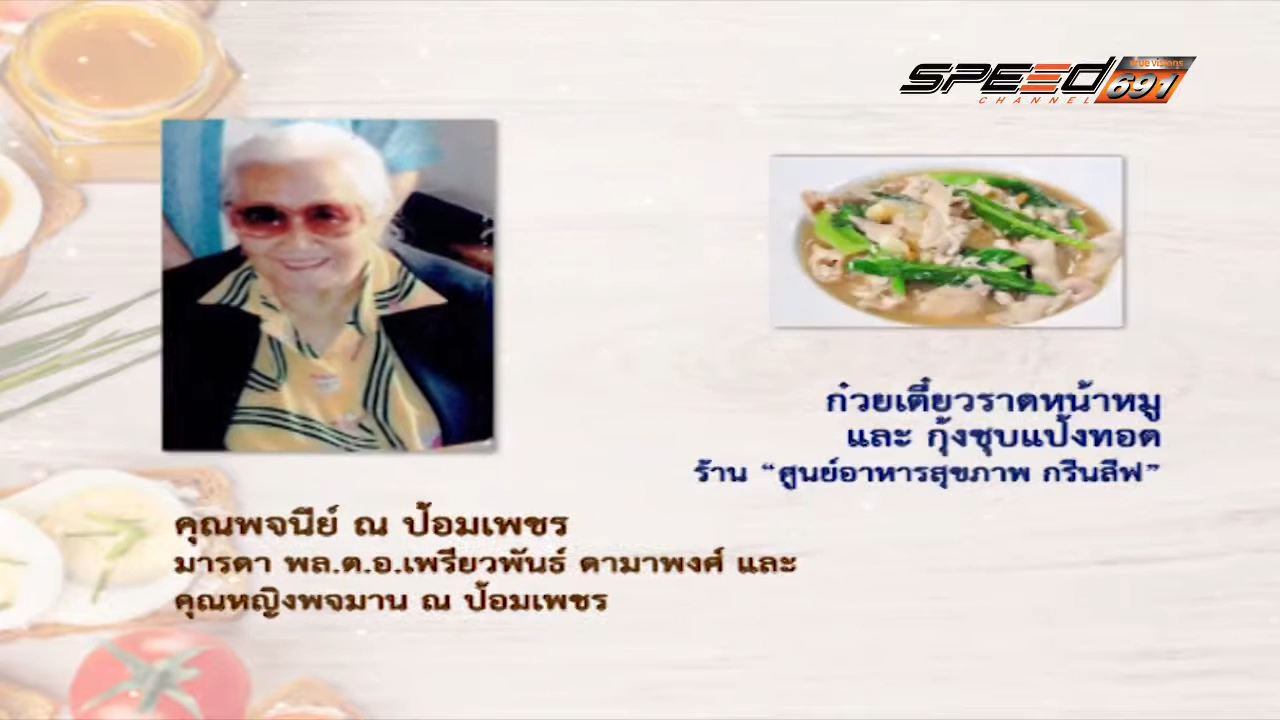 SPEED
CHANNEL
true visions
691
ก๋วยเตี๋ยวราดหน้าหมู
และ กุ้งชุบแป้งทอด
ร้าน “ศูนย์อาหารสุขภาพ กรีนลีฟ”
คุณพจนีย์ ณ ป้อมเพชร
มารดา พล.ต.อ.เพรียวพันธ์ ดามาพงศ์ และ
คุณหญิงพจมาน ณ ป้อมเพชร